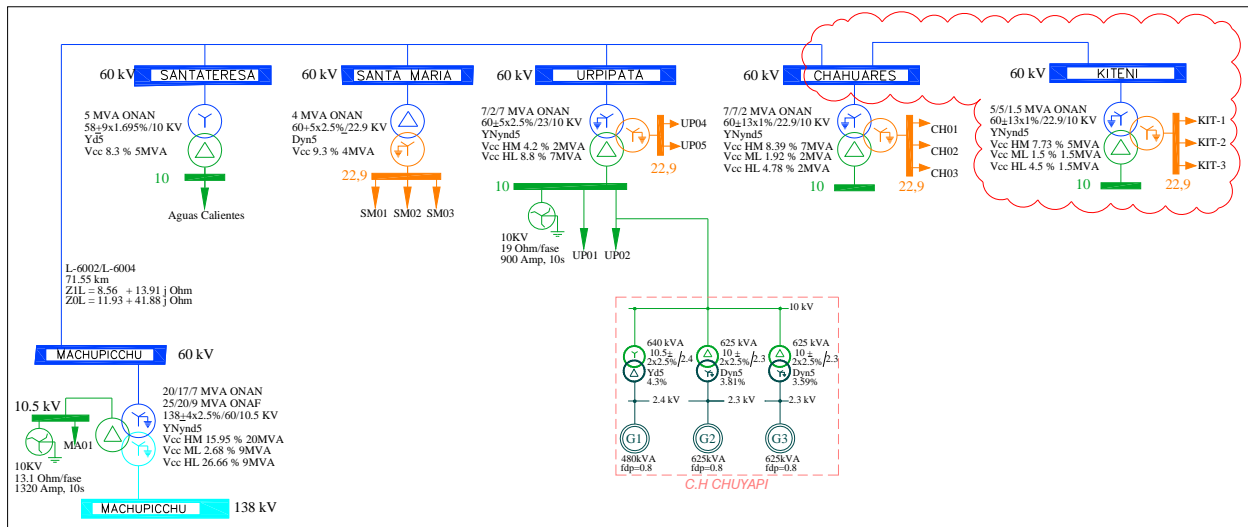 60 kV
SANTATERESA
60 kV
SANTA MARIA
60 kV
URPIPATA
60 kV
CHAHUARES
60 kV
KITENI
5 MVA ONAN
58±9x1.695%/10 KV
Yd5
Vcc 8.3 % 5MVA
10
Aguas Calientes
4 MVA ONAN
60+5x2.5%/22.9 KV
Dyn5
Vcc 9.3 % 4MVA
22,9
SM01
SM02
SM03
7/2/7 MVA ONAN
60±5x2.5%/23/10 KV
YNynd5
Vcc HM 4.2 % 2MVA
Vcc HL 8.8 % 7MVA
UP04
UP05
22,9
10
10KV
19 Ohm/fase
900 Amp, 10s
UP01
UP02
7/7/2 MVA ONAN
60±13x1%/22.9/10 KV
YNynd5
Vcc HM 8.39 % 7MVA
Vcc ML 1.92 % 2MVA
Vcc HL 4.78 % 2MVA
CH01
CH02
CH03
10
22,9
5/5/1.5 MVA ONAN
60±13x1%/22.9/10 KV
YNynd5
Vcc HM 7.73 % 5MVA
Vcc ML 1.5 % 1.5MVA
Vcc HL 4.5 % 1.5MVA
KIT-1
KIT-2
KIT-3
10
22,9
L-6002/L-6004
71.55 km
Z1L = 8.56 + 13.91 j Ohm
Z0L = 11.93 + 41.88 j Ohm
MACHUPICCHU
60 kV
20/17/7 MVA ONAN
25/20/9 MVA ONAF
138±4x2.5%/60/10.5 KV
YNynd5
Vcc HM 15.95 % 20MVA
Vcc ML 2.68 % 9MVA
Vcc HL 26.66 % 9MVA
10.5 kV
MA01
10KV
13.1 Ohm/fase
1320 Amp, 10s
MACHUPICCHU
138 kV
10 kV
640 kVA
10.5±
2x2.5%/2.4
Yd5
4.3%
625 kVA
10 ±
2x2.5%/2.3
Dyn5
3.81%
625 kVA
10 ±
2x2.5%/2.3
Dyn5
3.59%
2.4 kV
2.3 kV
2.3 kV
G1
G2
G3
480kVA
fdp=0.8
625kVA
fdp=0.8
625kVA
fdp=0.8
C.H CHUYAPI